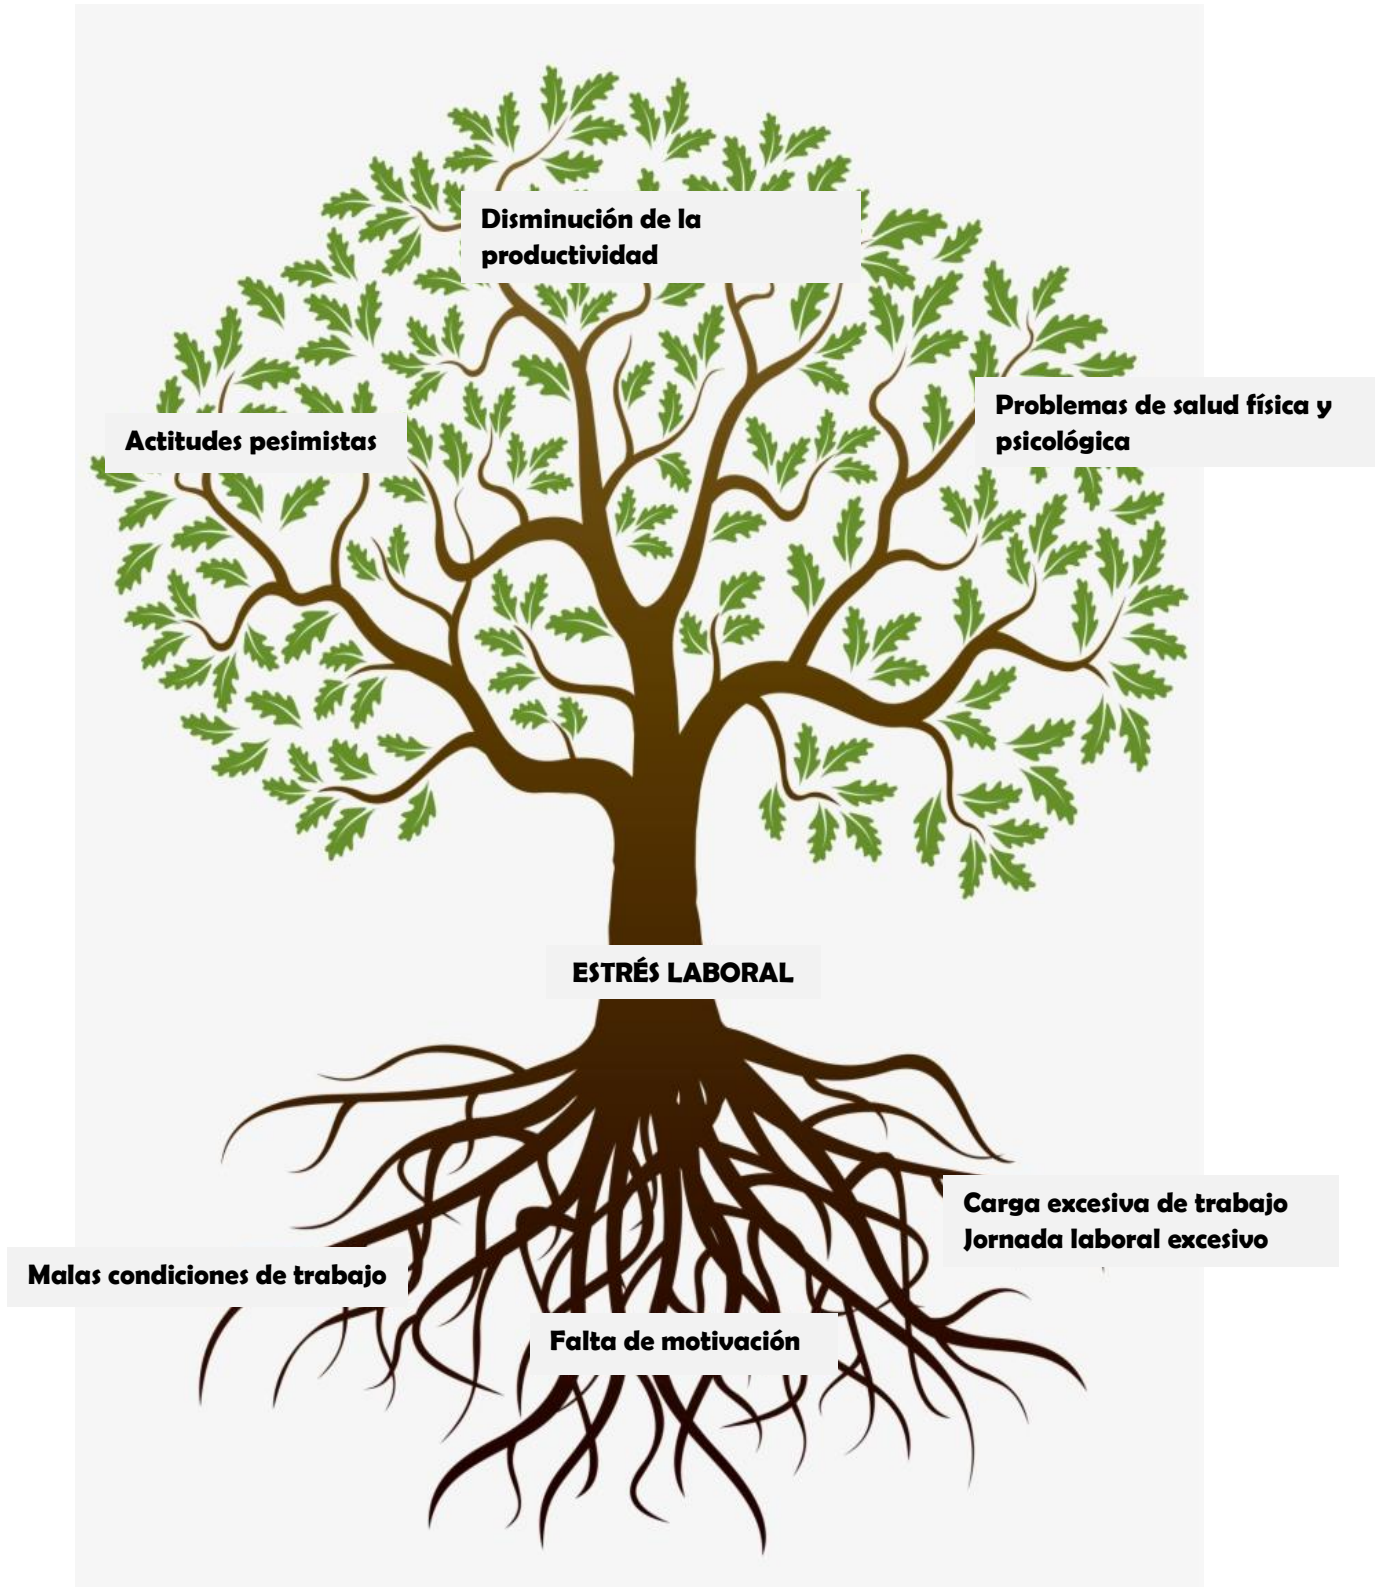 Disminución de la
productividad
Problemas de salud física y
psicológica
Actitudes pesimistas
ESTRÉS LABORAL
Carga excesiva de trabajo
Jornada laboral excesivo
Malas condiciones de trabajo
Falta de motivación